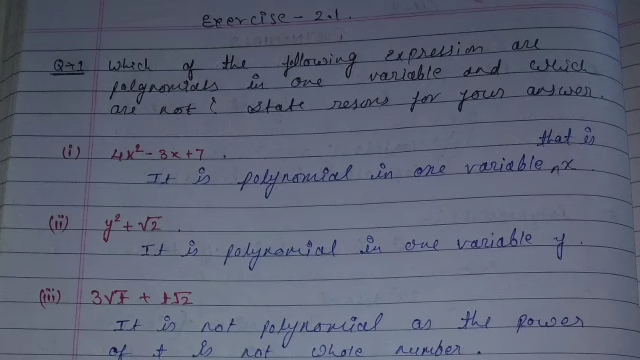 Exercise - 2.1.
Q→1 Which of the following expression are
polynomials in one variable and which
are not ? State resons for your answer.
(i) 4x² - 3x + 7 .
It is polynomial in one variable ^ that is x.
(ii) y² + √2 .
It is polynomial in one variable y .
(iii) 3√t + t√2
It is not polynomial as the power
of t is not whole number .